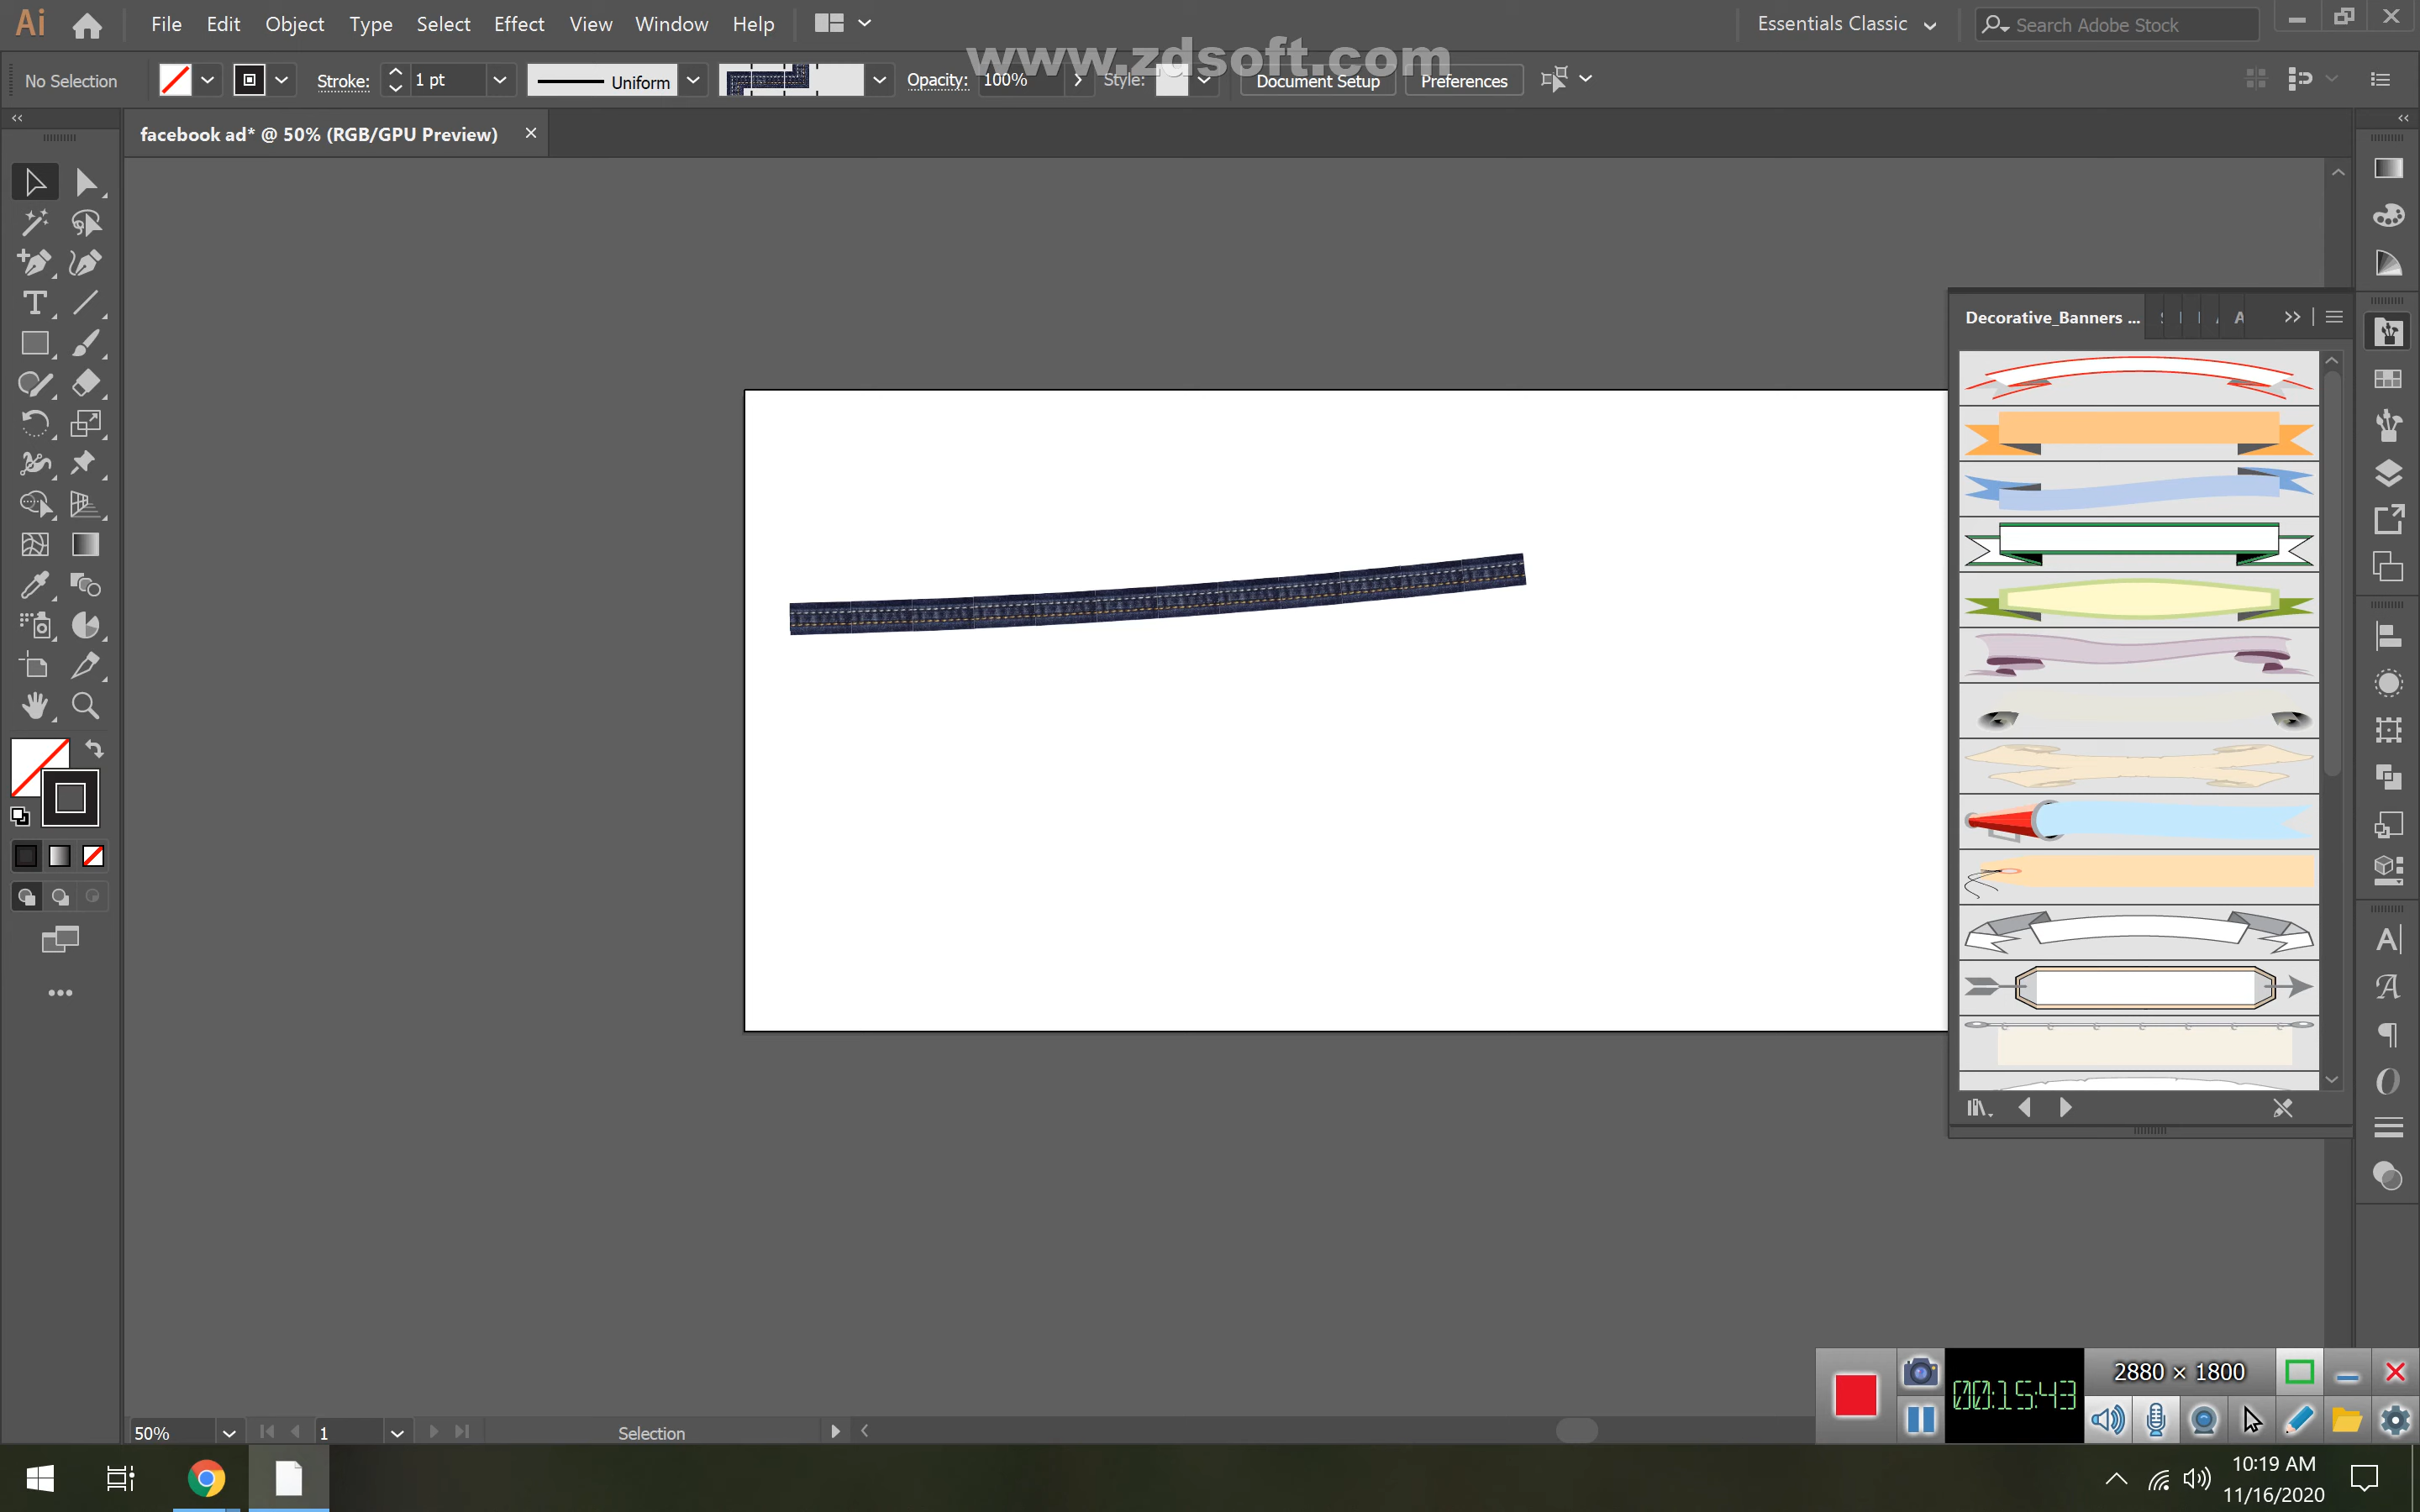 Ai File Edit Object Type Select Effect View Window Help Essentials Classic Search Adobe Stock
www.zdsoft.com
No Selection Stroke: 1 pt Uniform Opacity: 100% Style: Document Setup Preferences
facebook ad* @ 50% (RGB/GPU Preview)
Decorative_Banners ...
2880 × 1800
00:15:43
50% 1 Selection
10:19 AM
11/16/2020